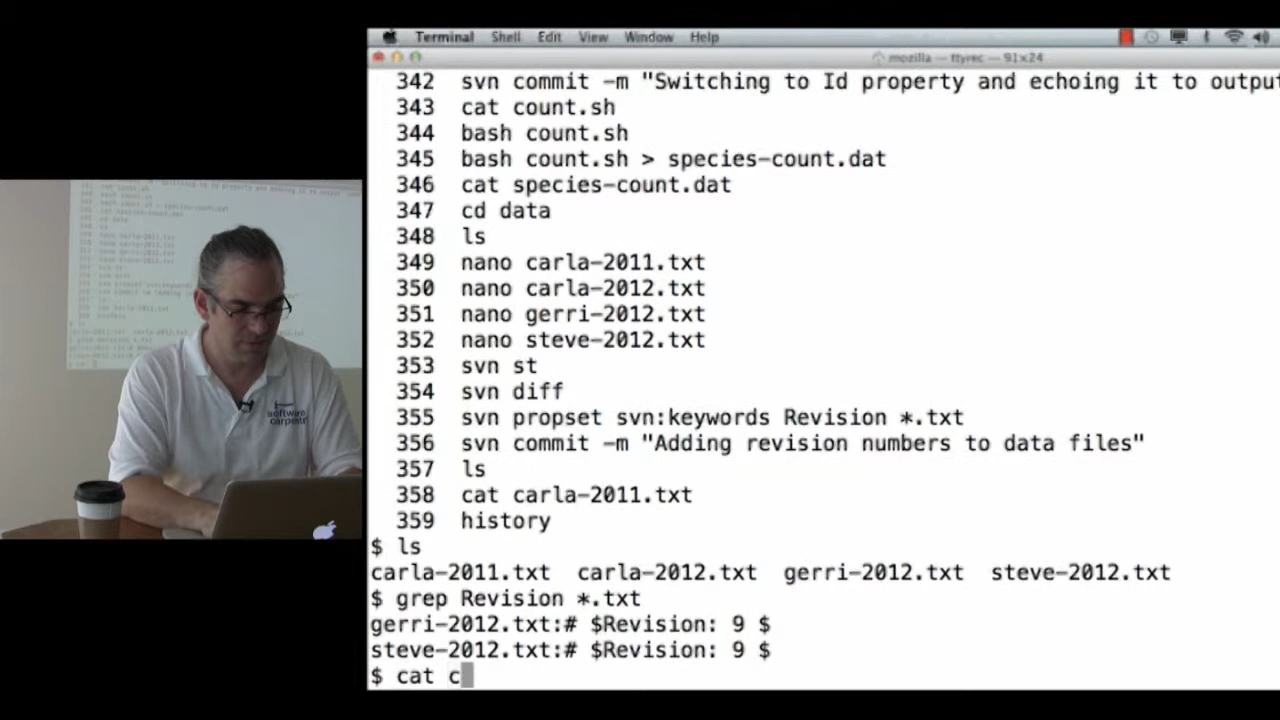 Terminal Shell Edit View Window Help
mozilla — ttyrec — 91×24
342 svn commit -m "Switching to Id property and echoing it to output
343 cat count.sh
344 bash count.sh
345 bash count.sh > species-count.dat
346 cat species-count.dat
347 cd data
348 ls
349 nano carla-2011.txt
350 nano carla-2012.txt
351 nano gerri-2012.txt
352 nano steve-2012.txt
353 svn st
354 svn diff
355 svn propset svn:keywords Revision *.txt
356 svn commit -m "Adding revision numbers to data files"
357 ls
358 cat carla-2011.txt
359 history
$ ls
carla-2011.txt carla-2012.txt gerri-2012.txt steve-2012.txt
$ grep Revision *.txt
gerri-2012.txt:# $Revision: 9 $
steve-2012.txt:# $Revision: 9 $
$ cat c
software
carpentr